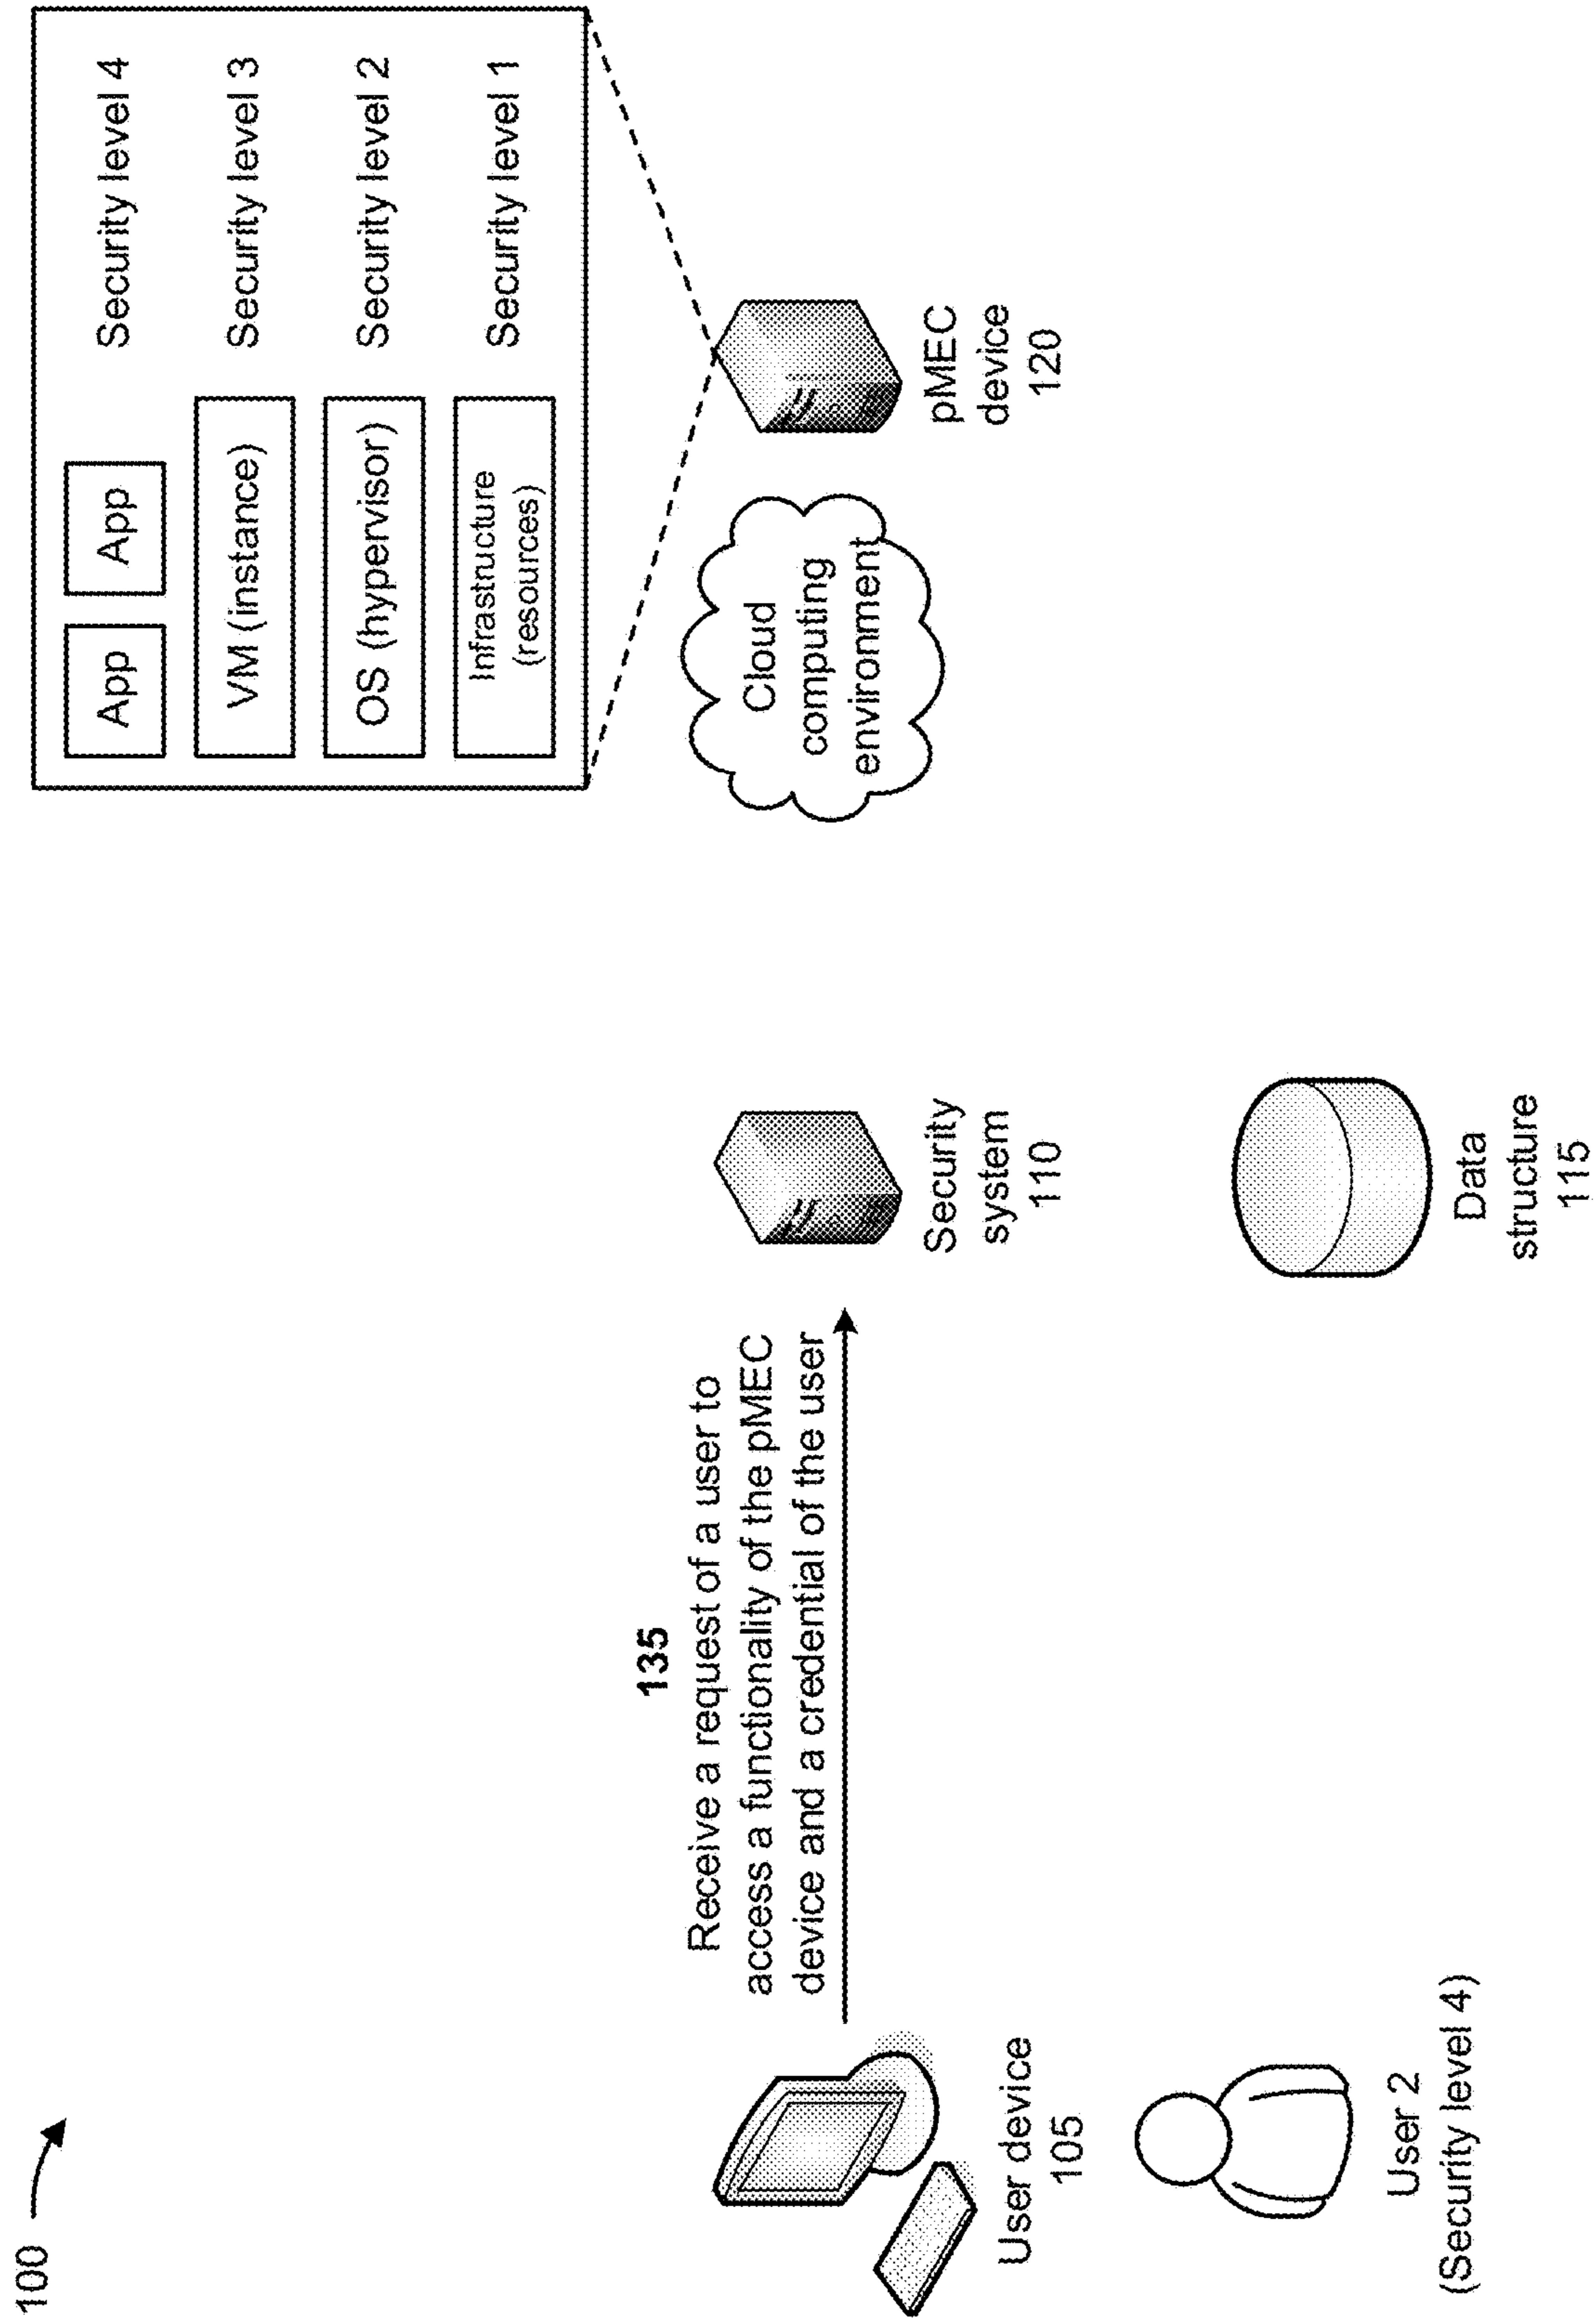 100
App
App
Security level 4
VM (instance)
Security level 3
OS (hypervisor)
Security level 2
Infrastructure
(resources)
Security level 1
135
Receive a request of a user to
access a functionality of the pMEC
device and a credential of the user
Cloud
computing
environment
User device
105
Security
system
110
pMEC
device
120
User 2
(Security level 4)
Data
structure
115